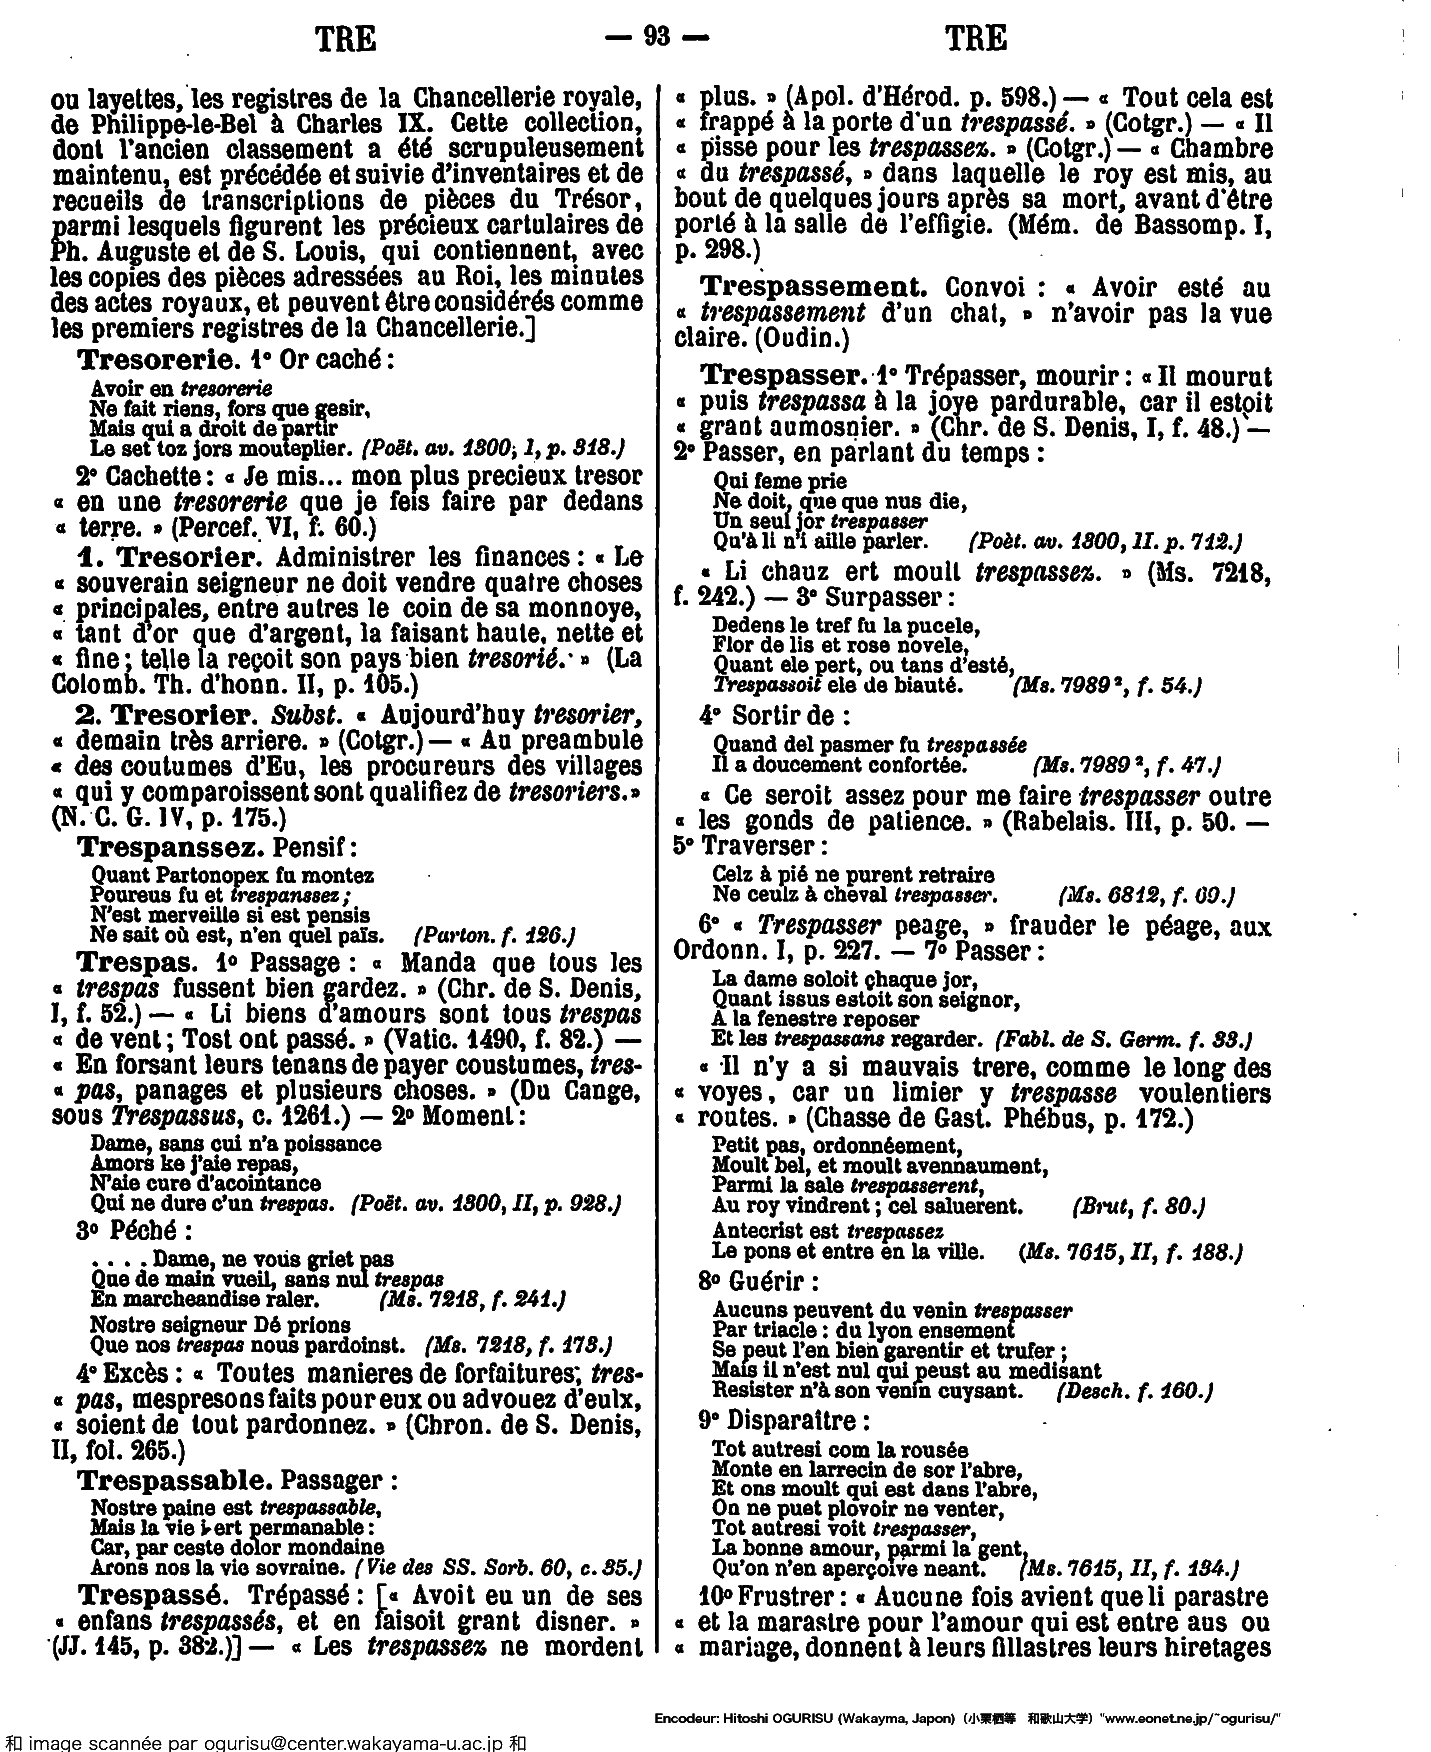 TRE — 93 — TRE
ou layettes, les registres de la Chancellerie royale,
de Philippe-le-Bel à Charles IX. Cette collection,
dont l'ancien classement a été scrupuleusement
maintenu, est précédée et suivie d'inventaires et de
recueils de transcriptions de pièces du Trésor,
parmi lesquels figurent les précieux cartulaires de
Ph. Auguste et de S. Louis, qui contiennent, avec
les copies des pièces adressées au Roi, les minutes
des actes royaux, et peuvent être considérés comme
les premiers registres de la Chancellerie.]
Tresorerie. 1° Or caché :
Avoir en tresorerie
Ne fait riens, fors que gesir,
Mais qui a droit de partir
Le set toz jors mouteplier. (Poët. av. 1300; I, p. 318.)
2° Cachette : « Je mis... mon plus precieux tresor
« en une tresorerie que je feis faire par dedans
« terre. » (Percef. VI, f. 60.)
1. Tresorier. Administrer les finances : « Le
« souverain seigneur ne doit vendre quatre choses
« principales, entre autres le coin de sa monnoye,
« tant d'or que d'argent, la faisant haute, nette et
« fine ; telle la reçoit son pays bien tresorié. » (La
Colomb. Th. d'honn. II, p. 105.)
2. Tresorier. Subst. « Aujourd'huy tresorier,
« demain très arriere. » (Cotgr.) — « Au preambule
« des coutumes d'Eu, les procureurs des villages
« qui y comparoissent sont qualifiez de tresoriers. »
(N. C. G. IV, p. 175.)
Trespanssez. Pensif :
Quant Partonopex fu montez
Poureus fu et trespanssez ;
N'est merveille si est pensis
Ne sait où est, n'en quel païs. (Parton. f. 126.)
Trespas. 1° Passage : « Manda que tous les
« trespas fussent bien gardez. » (Chr. de S. Denis,
I, f. 52.) — « Li biens d'amours sont tous trespas
« de vent ; Tost ont passé. » (Vatic. 1490, f. 82.) —
« En forsant leurs tenans de payer coustumes, tres-
« pas, panages et plusieurs choses. » (Du Cange,
sous Trespassus, c. 1261.) — 2° Moment :
Dame, sans cui n'a poissance
Amors ke j'aie repas,
N'aie cure d'acointance
Qui ne dure c'un trespas. (Poët. av. 1300, II, p. 928.)
3° Péché :
. . . . Dame, ne vous griet pas
Que de main vueil, sans nul trespas
En marcheandise raler. (Ms. 7218, f. 241.)
Nostre seigneur Dé prions
Que nos trespas nous pardoinst. (Ms. 7218, f. 173.)
4° Excès : « Toutes manieres de forfaitures; tres-
« pas, mespresons faits pour eux ou advouez d'eulx,
« soient de tout pardonnez. » (Chron. de S. Denis,
II, fol. 265.)
Trespassable. Passager :
Nostre paine est trespassable,
Mais la vie i ert permanable :
Car, par ceste dolor mondaine
Arons nos la vie sovraine. (Vie des SS. Sorb. 60, c. 35.)
Trespassé. Trépassé : [« Avoit eu un de ses
« enfans trespassés, et en faisoit grant disner. »
(JJ. 145, p. 382.)] — « Les trespassez ne mordent
« plus. » (Apol. d'Hérod. p. 598.) — « Tout cela est
« frappé à la porte d'un trespassé. » (Cotgr.) — « Il
« pisse pour les trespassez. » (Cotgr.) — « Chambre
« du trespassé, » dans laquelle le roy est mis, au
bout de quelques jours après sa mort, avant d'être
porté à la salle de l'effigie. (Mém. de Bassomp. I,
p. 298.)
Trespassement. Convoi : « Avoir esté au
« trespassement d'un chat, » n'avoir pas la vue
claire. (Oudin.)
Trespasser. 1° Trépasser, mourir : « Il mourut
« puis trespassa à la joye pardurable, car il estoit
« grant aumosnier. » (Chr. de S. Denis, I, f. 48.) —
2° Passer, en parlant du temps :
Qui feme prie
Ne doit, que que nus die,
Un seul jor trespasser
Qu'à li n'i aille parler. (Poèt. av. 1300, II. p. 712.)
« Li chauz ert moult trespassez. » (Ms. 7218,
f. 242.) — 3° Surpasser :
Dedens le tref fu la pucele,
Flor de lis et rose novele,
Quant ele pert, ou tans d'esté,
Trespassoit ele de biauté. (Ms. 7989², f. 54.)
4° Sortir de :
Quand del pasmer fu trespassée
Il a doucement confortée. (Ms. 7989², f. 47.)
« Ce seroit assez pour me faire trespasser outre
« les gonds de patience. » (Rabelais. III, p. 50. —
5° Traverser :
Celz à pié ne purent retraire
Ne ceulz à cheval trespasser. (Ms. 6812, f. 69.)
6° « Trespasser peage, » frauder le péage, aux
Ordonn. I, p. 227. — 7° Passer :
La dame soloit chaque jor,
Quant issus estoit son seignor,
A la fenestre reposer
Et les trespassans regarder. (Fabl. de S. Germ. f. 33.)
« Il n'y a si mauvais trere, comme le long des
« voyes, car un limier y trespasse voulentiers
« routes. » (Chasse de Gast. Phébus, p. 172.)
Petit pas, ordonnéement,
Moult bel, et moult avennaument,
Parmi la sale trespasserent,
Au roy vindrent ; cel saluerent. (Brut, f. 80.)
Antecrist est trespassez
Le pons et entre en la ville. (Ms. 7615, II, f. 188.)
8° Guérir :
Aucuns peuvent du venin trespasser
Par triacle : du lyon ensement
Se peut l'en bien garentir et trufer ;
Mais il n'est nul qui peust au medisant
Resister n'à son venin cuysant. (Desch. f. 160.)
9° Disparaître :
Tot autresi com la rousée
Monte en larrecin de sor l'abre,
Et ons moult qui est dans l'abre,
On ne puet plovoir ne venter,
Tot autresi voit trespasser,
La bonne amour, parmi la gent,
Qu'on n'en aperçoive neant. (Ms. 7615, II, f. 134.)
10° Frustrer : « Aucune fois avient que li parastre
« et la marastre pour l'amour qui est entre aus ou
« mariage, donnent à leurs fillastres leurs hiretages
Encodeur: Hitoshi OGURISU (Wakayma, Japon) (小栗栖等 和歌山大学) "www.eonet.ne.jp/~ogurisu/"
和 image scannée par ogurisu@center.wakayama-u.ac.jp 和